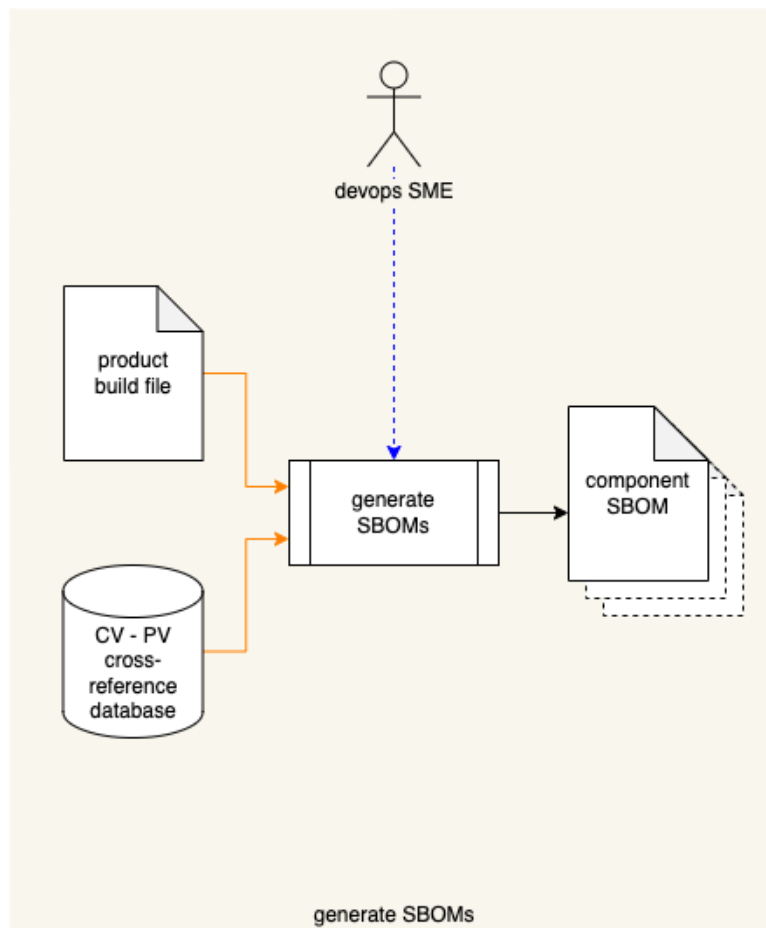 devops SME
product
build file
generate
SBOMs
component
SBOM
CV - PV
cross-
reference
database
generate SBOMs